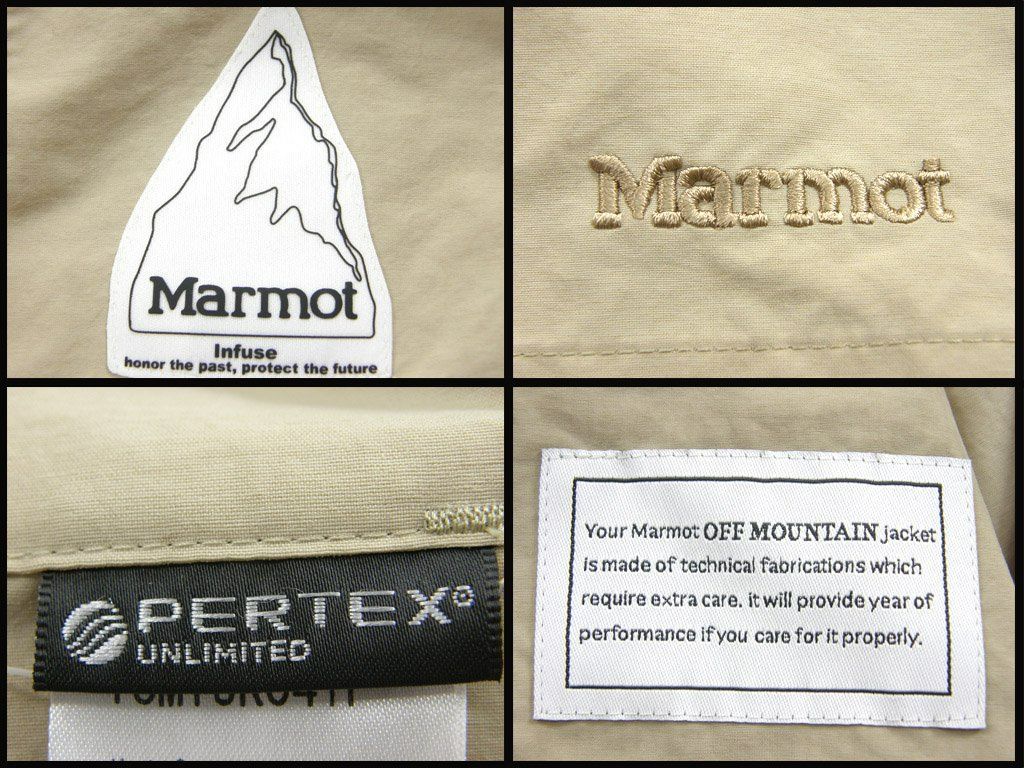 Marmot
Infuse
honor the past, protect the future
Marmot
PERTEX®
UNLIMITED
Your Marmot OFF MOUNTAIN jacket
is made of technical fabrications which
require extra care. it will provide year of
performance if you care for it properly.